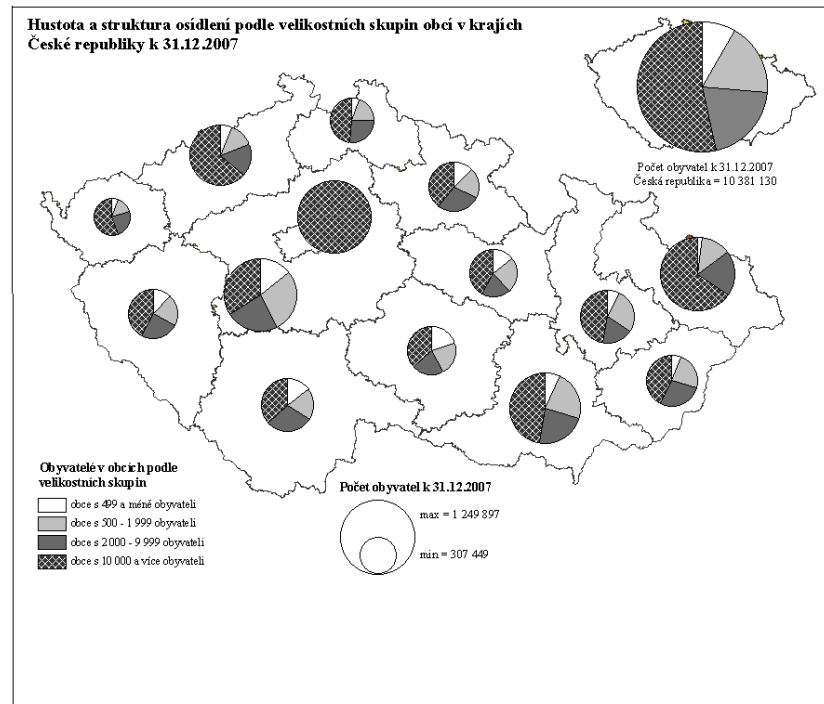 Hustota a struktura osídlení podle velikostních skupin obcí v krajích
České republiky k 31.12.2007
Počet obyvatel k 31.12.2007
Česká republika = 10 381 130
Obyvatelé v obcích podle
velikostních skupin
obce s 499 a méně obyvateli
obce s 500 - 1 999 obyvateli
obce s 2 000 - 9 999 obyvateli
obce s 10 000 a více obyvateli
Počet obyvatel k 31.12.2007
max = 1 249 897
min = 307 449